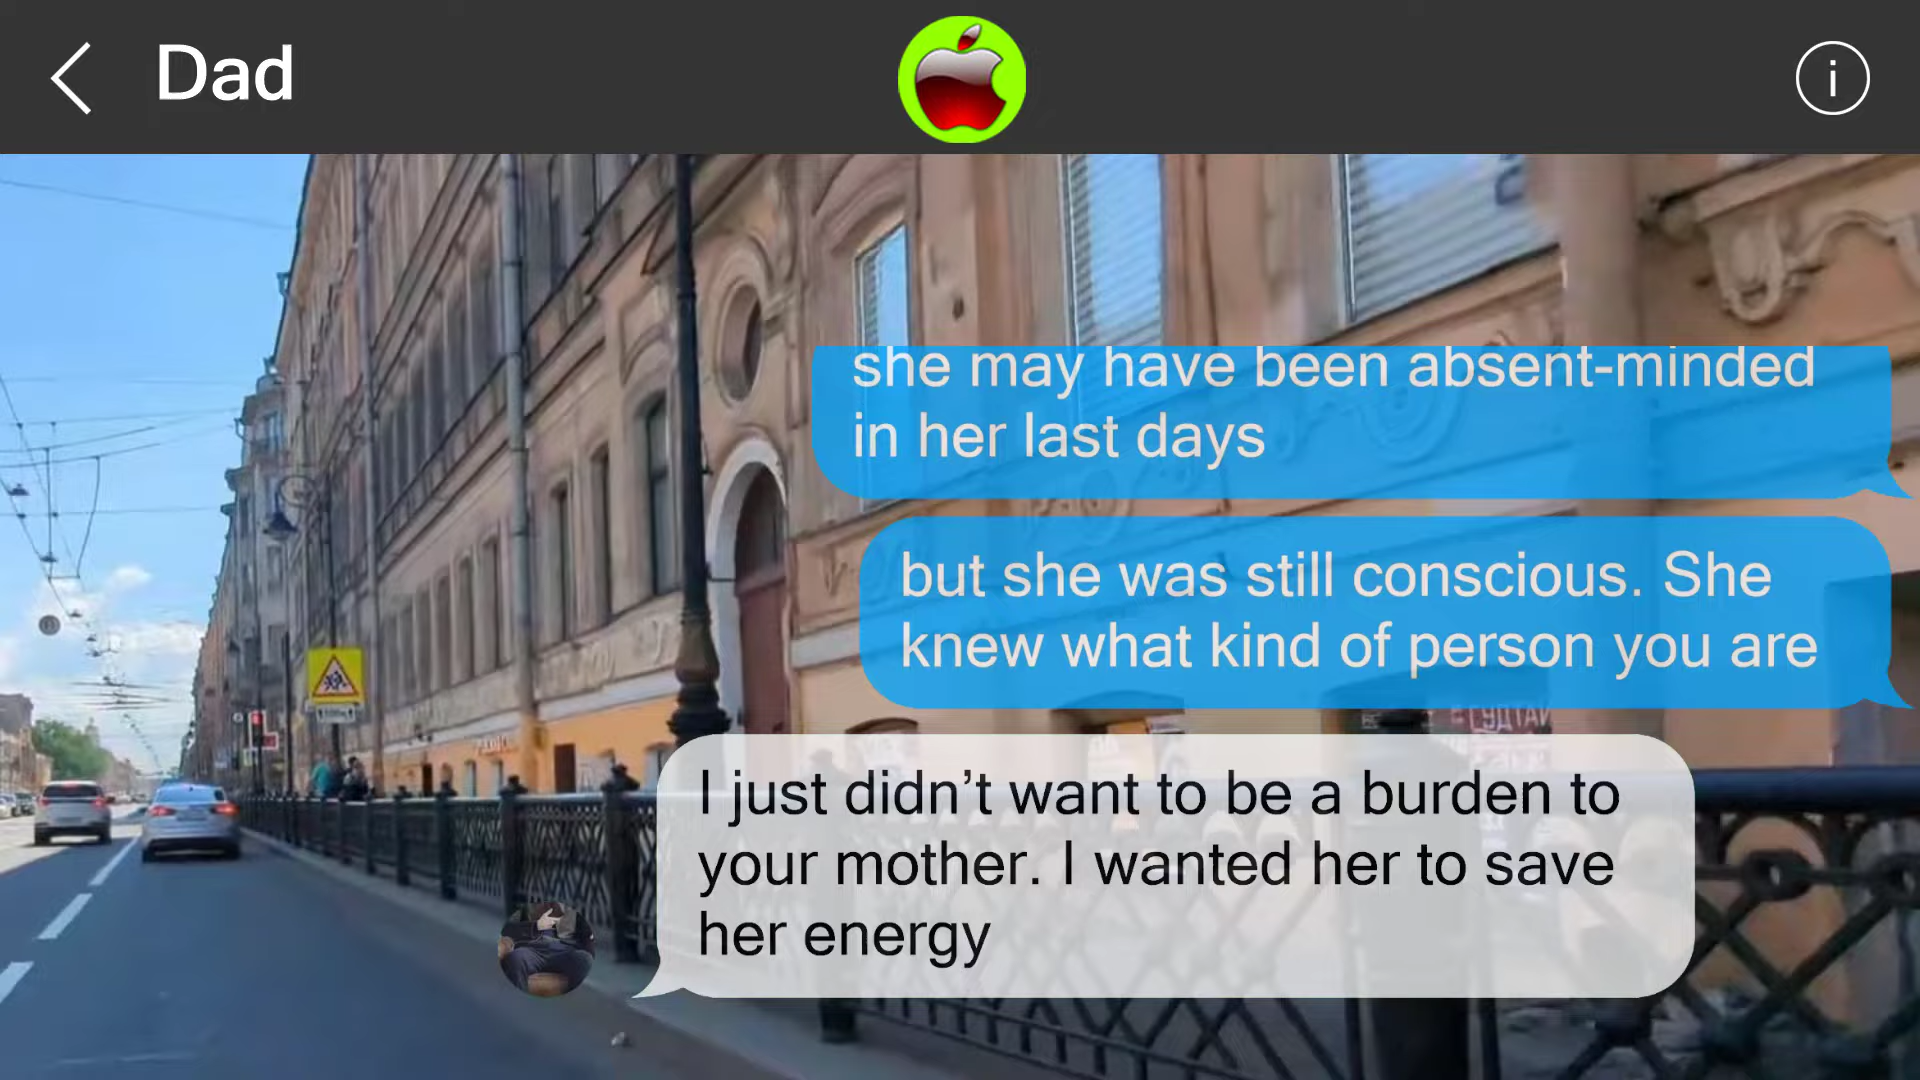 Dad
i
she may have been absent-minded
in her last days
but she was still conscious. She
knew what kind of person you are
I just didn’t want to be a burden to
your mother. I wanted her to save
her energy